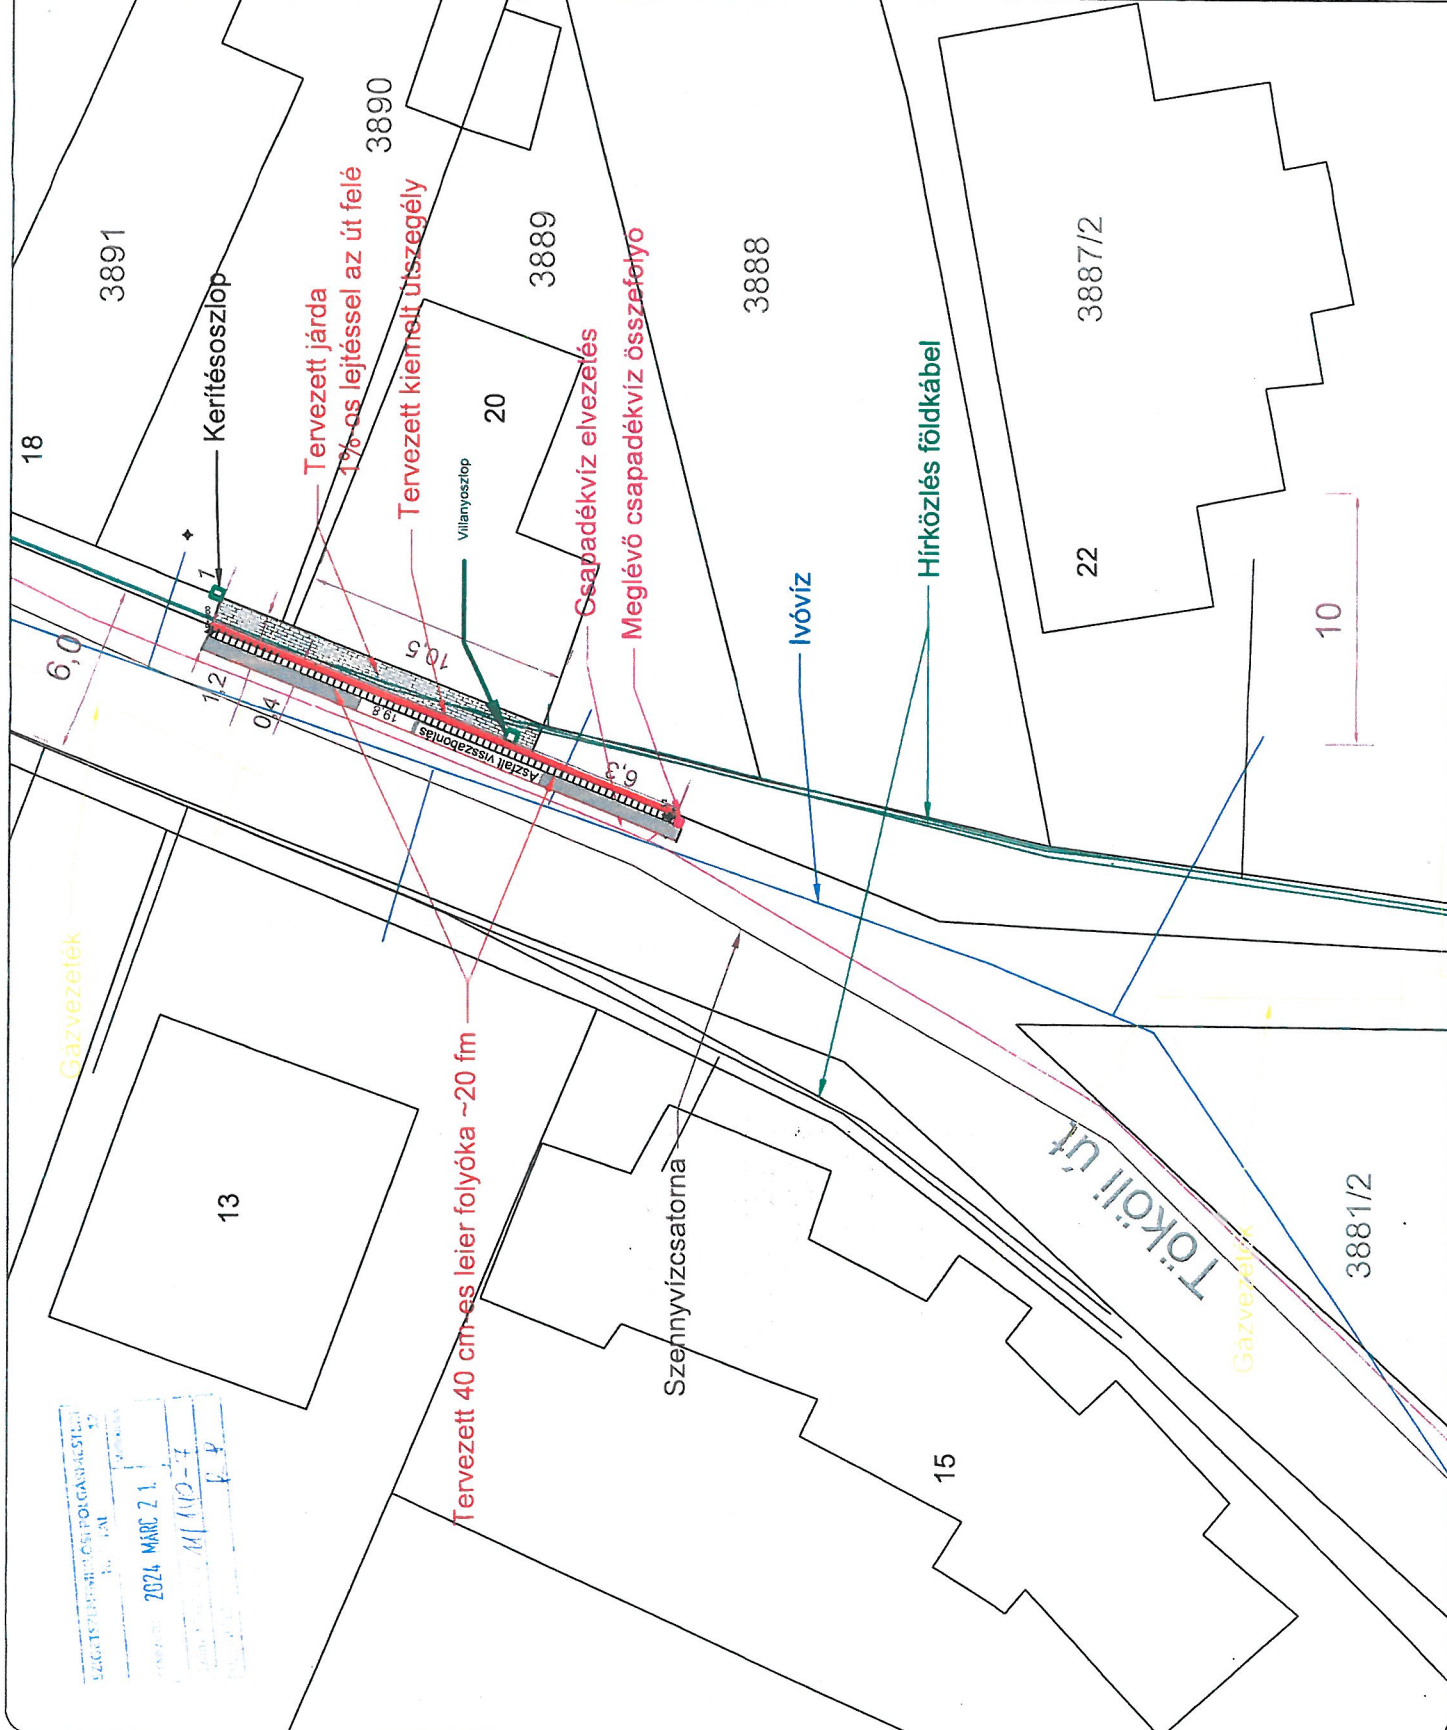 3891
3890
3889
3888
3887/2
3881/2
18
20
22
13
15
Kerítésoszlop
Tervezett járda
1%-os lejtéssel az út felé
Tervezett kiemelt útszegély
Villanyoszlop
Csapadékvíz elvezetés
Meglévő csapadékvíz összefolyo
Hírközlés földkábel
Ivóvíz
6,0
1
1,2
0,4
19,8
Aszfalt visszabontás
10,5
6,3
10
Gázvezeték
Tervezett 40 cm-es leier folyóka ~20 fm
Szennyvízcsatorna
Tököli út
Gázvezeték
2024 MÁRC 21.